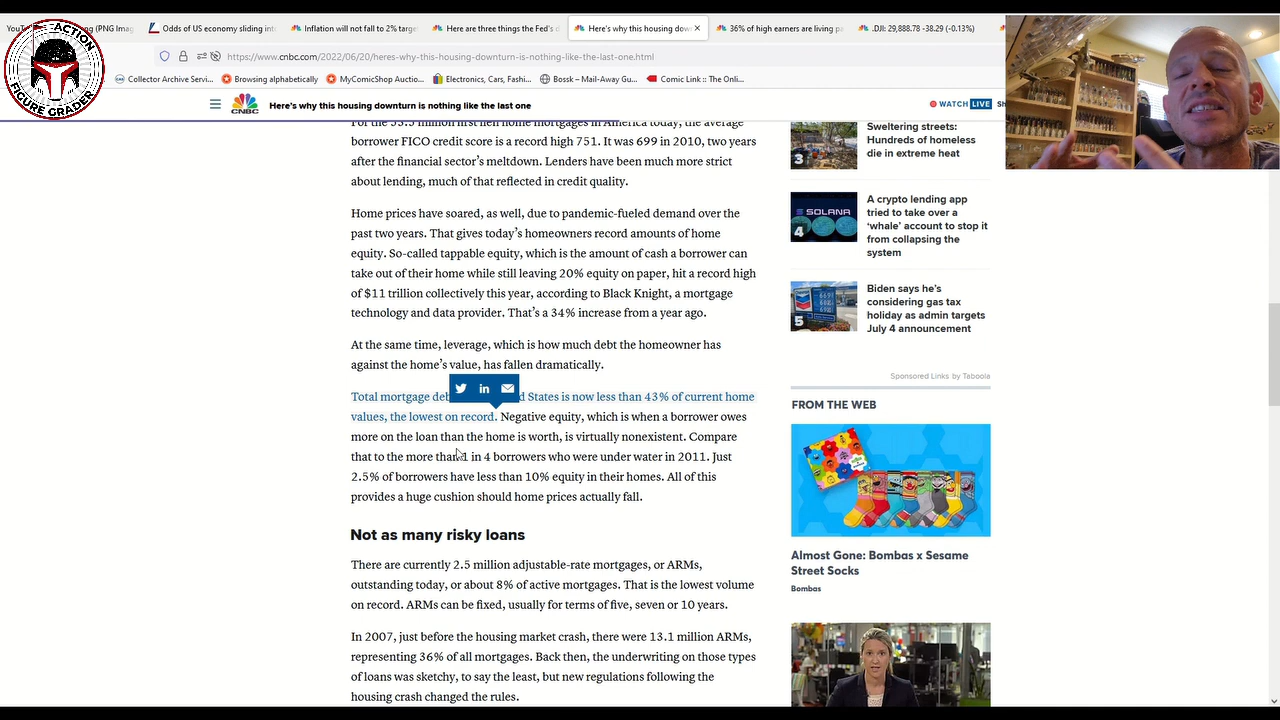 YouT
(PNG Imag
Odds of US economy sliding int
Inflation will not fall to 2% targe
Here are three things the Fed's d
Here's why this housing dow
36% of high earners are living pa
.DJI: 29,888.78 -38.29 (-0.13%)
ACTION
FIGURE GRADER
https://www.cnbc.com/2022/06/20/heres-why-this-housing-downturn-is-nothing-like-the-last-one.html
Collector Archive Servi...
Browsing alphabetically
MyComicShop Auctio...
Electronics, Cars, Fashi...
Bossk – Mail-Away Gu...
Comic Link :: The Onli...
CNBC
Here's why this housing downturn is nothing like the last one
WATCH LIVE
For the 53.5 million first lien home mortgages in America today, the average
borrower FICO credit score is a record high 751. It was 699 in 2010, two years
after the financial sector's meltdown. Lenders have been much more strict
about lending, much of that reflected in credit quality.
Home prices have soared, as well, due to pandemic-fueled demand over the
past two years. That gives today's homeowners record amounts of home
equity. So-called tappable equity, which is the amount of cash a borrower can
take out of their home while still leaving 20% equity on paper, hit a record high
of $11 trillion collectively this year, according to Black Knight, a mortgage
technology and data provider. That's a 34% increase from a year ago.
At the same time, leverage, which is how much debt the homeowner has
against the home's value, has fallen dramatically.
Total mortgage deb d States is now less than 43% of current home
values, the lowest on record. Negative equity, which is when a borrower owes
more on the loan than the home is worth, is virtually nonexistent. Compare
that to the more than 1 in 4 borrowers who were under water in 2011. Just
2.5% of borrowers have less than 10% equity in their homes. All of this
provides a huge cushion should home prices actually fall.
Not as many risky loans
There are currently 2.5 million adjustable-rate mortgages, or ARMs,
outstanding today, or about 8% of active mortgages. That is the lowest volume
on record. ARMs can be fixed, usually for terms of five, seven or 10 years.
In 2007, just before the housing market crash, there were 13.1 million ARMs,
representing 36% of all mortgages. Back then, the underwriting on those types
of loans was sketchy, to say the least, but new regulations following the
housing crash changed the rules.
3
Sweltering streets:
Hundreds of homeless
die in extreme heat
SOLANA
4
A crypto lending app
tried to take over a
'whale' account to stop it
from collapsing the
system
5
Biden says he's
considering gas tax
holiday as admin targets
July 4 announcement
Sponsored Links by Taboola
FROM THE WEB
Almost Gone: Bombas x Sesame
Street Socks
Bombas